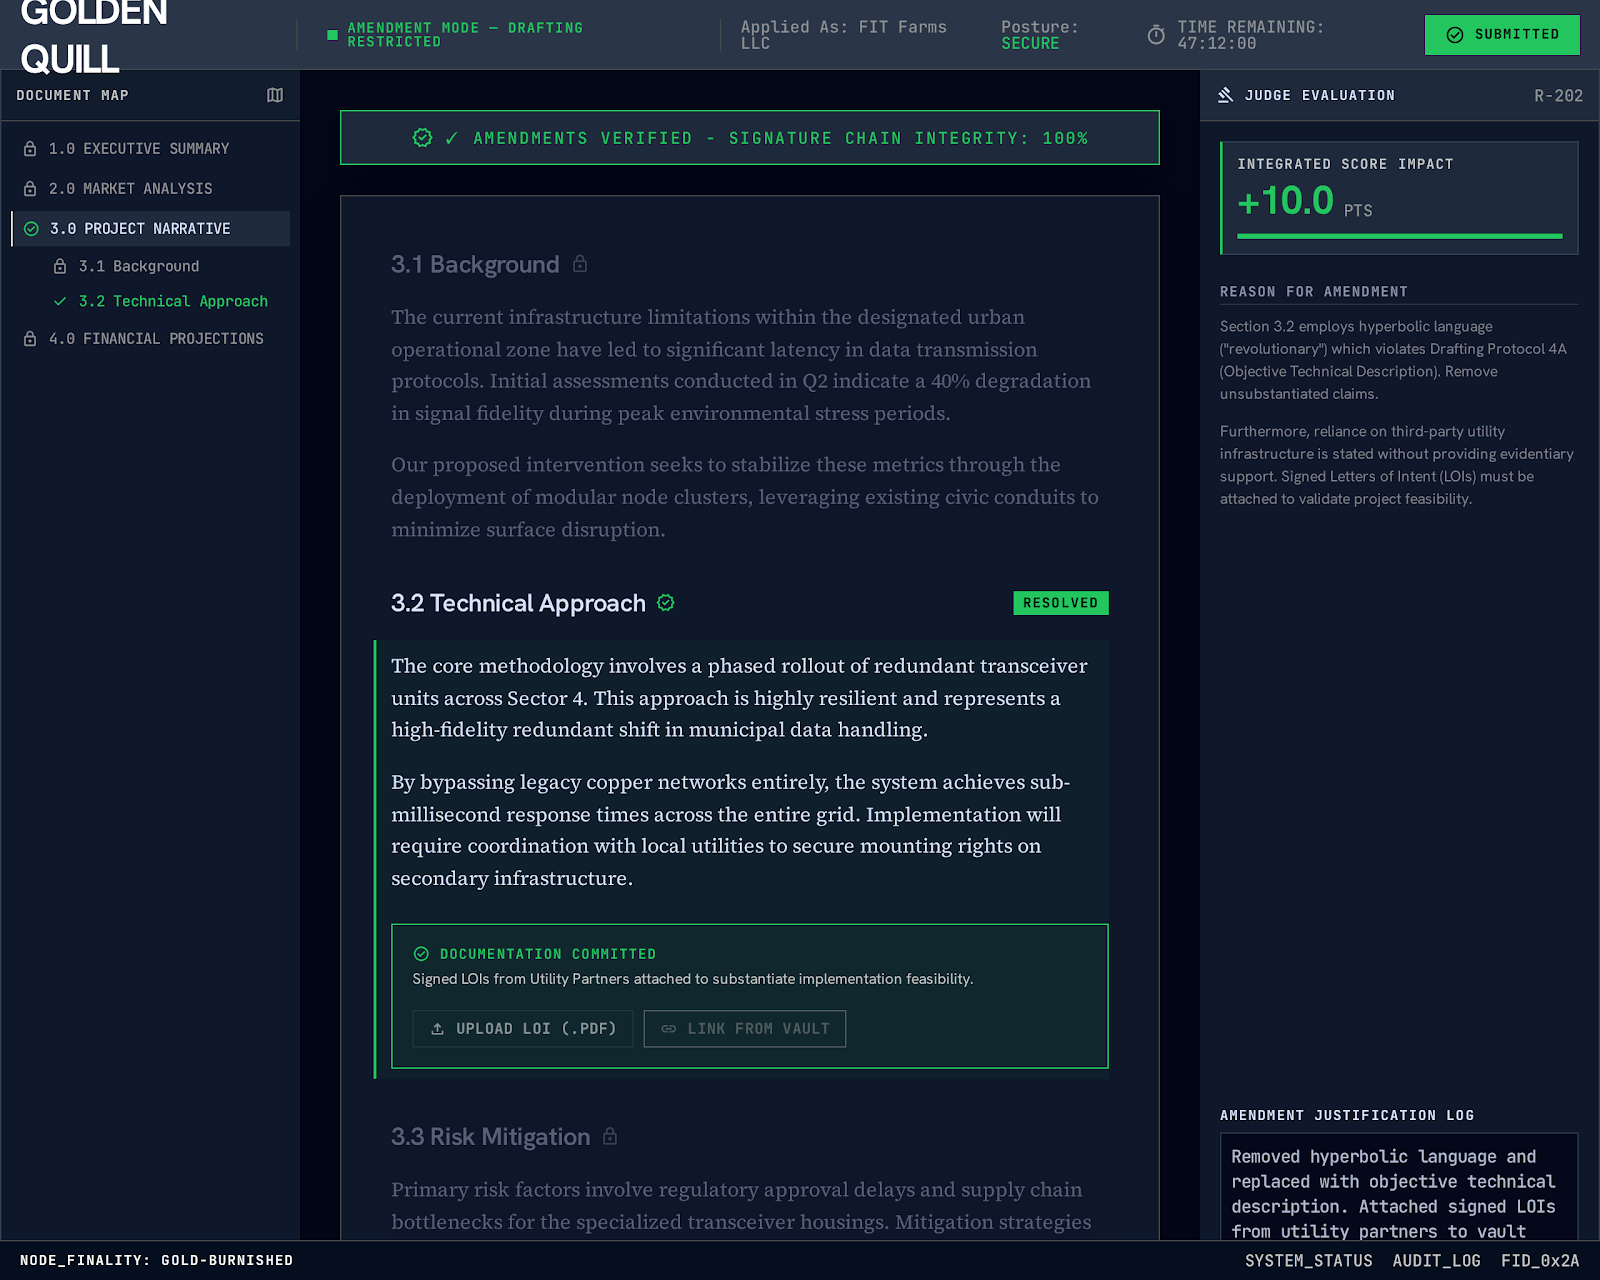 GOLDEN
QUILL
AMENDMENT MODE — DRAFTING
RESTRICTED
Applied As: FIT Farms
LLC
Posture:
SECURE
TIME REMAINING:
47:12:00
SUBMITTED
DOCUMENT MAP
1.0 EXECUTIVE SUMMARY
2.0 MARKET ANALYSIS
3.0 PROJECT NARRATIVE
3.1 Background
3.2 Technical Approach
4.0 FINANCIAL PROJECTIONS
✓ AMENDMENTS VERIFIED - SIGNATURE CHAIN INTEGRITY: 100%
3.1 Background
The current infrastructure limitations within the designated urban
operational zone have led to significant latency in data transmission
protocols. Initial assessments conducted in Q2 indicate a 40% degradation
in signal fidelity during peak environmental stress periods.
Our proposed intervention seeks to stabilize these metrics through the
deployment of modular node clusters, leveraging existing civic conduits to
minimize surface disruption.
3.2 Technical Approach
RESOLVED
The core methodology involves a phased rollout of redundant transceiver
units across Sector 4. This approach is highly resilient and represents a
high-fidelity redundant shift in municipal data handling.
By bypassing legacy copper networks entirely, the system achieves sub-
millisecond response times across the entire grid. Implementation will
require coordination with local utilities to secure mounting rights on
secondary infrastructure.
DOCUMENTATION COMMITTED
Signed LOIs from Utility Partners attached to substantiate implementation feasibility.
UPLOAD LOI (.PDF)
LINK FROM VAULT
3.3 Risk Mitigation
Primary risk factors involve regulatory approval delays and supply chain
bottlenecks for the specialized transceiver housings. Mitigation strategies
JUDGE EVALUATION
R-202
INTEGRATED SCORE IMPACT
+10.0 PTS
REASON FOR AMENDMENT
Section 3.2 employs hyperbolic language
("revolutionary") which violates Drafting Protocol 4A
(Objective Technical Description). Remove
unsubstantiated claims.
Furthermore, reliance on third-party utility
infrastructure is stated without providing evidentiary
support. Signed Letters of Intent (LOIs) must be
attached to validate project feasibility.
AMENDMENT JUSTIFICATION LOG
Removed hyperbolic language and
replaced with objective technical
description. Attached signed LOIs
from utility partners to vault
NODE_FINALITY: GOLD-BURNISHED
SYSTEM_STATUS
AUDIT_LOG
FID_0x2A